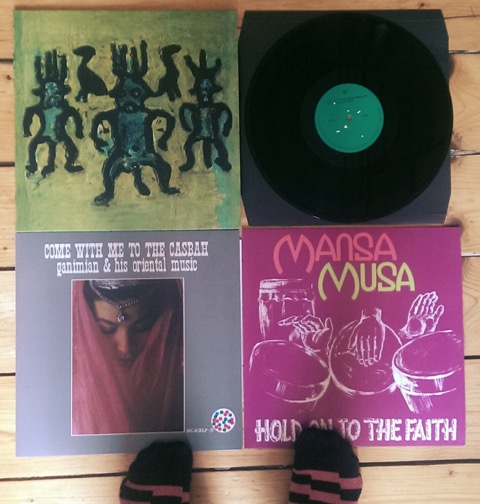 COME WITH ME TO THE CASBAH
ganimian & his oriental music
MANSA
MUSA
HOLD ON TO THE FAITH